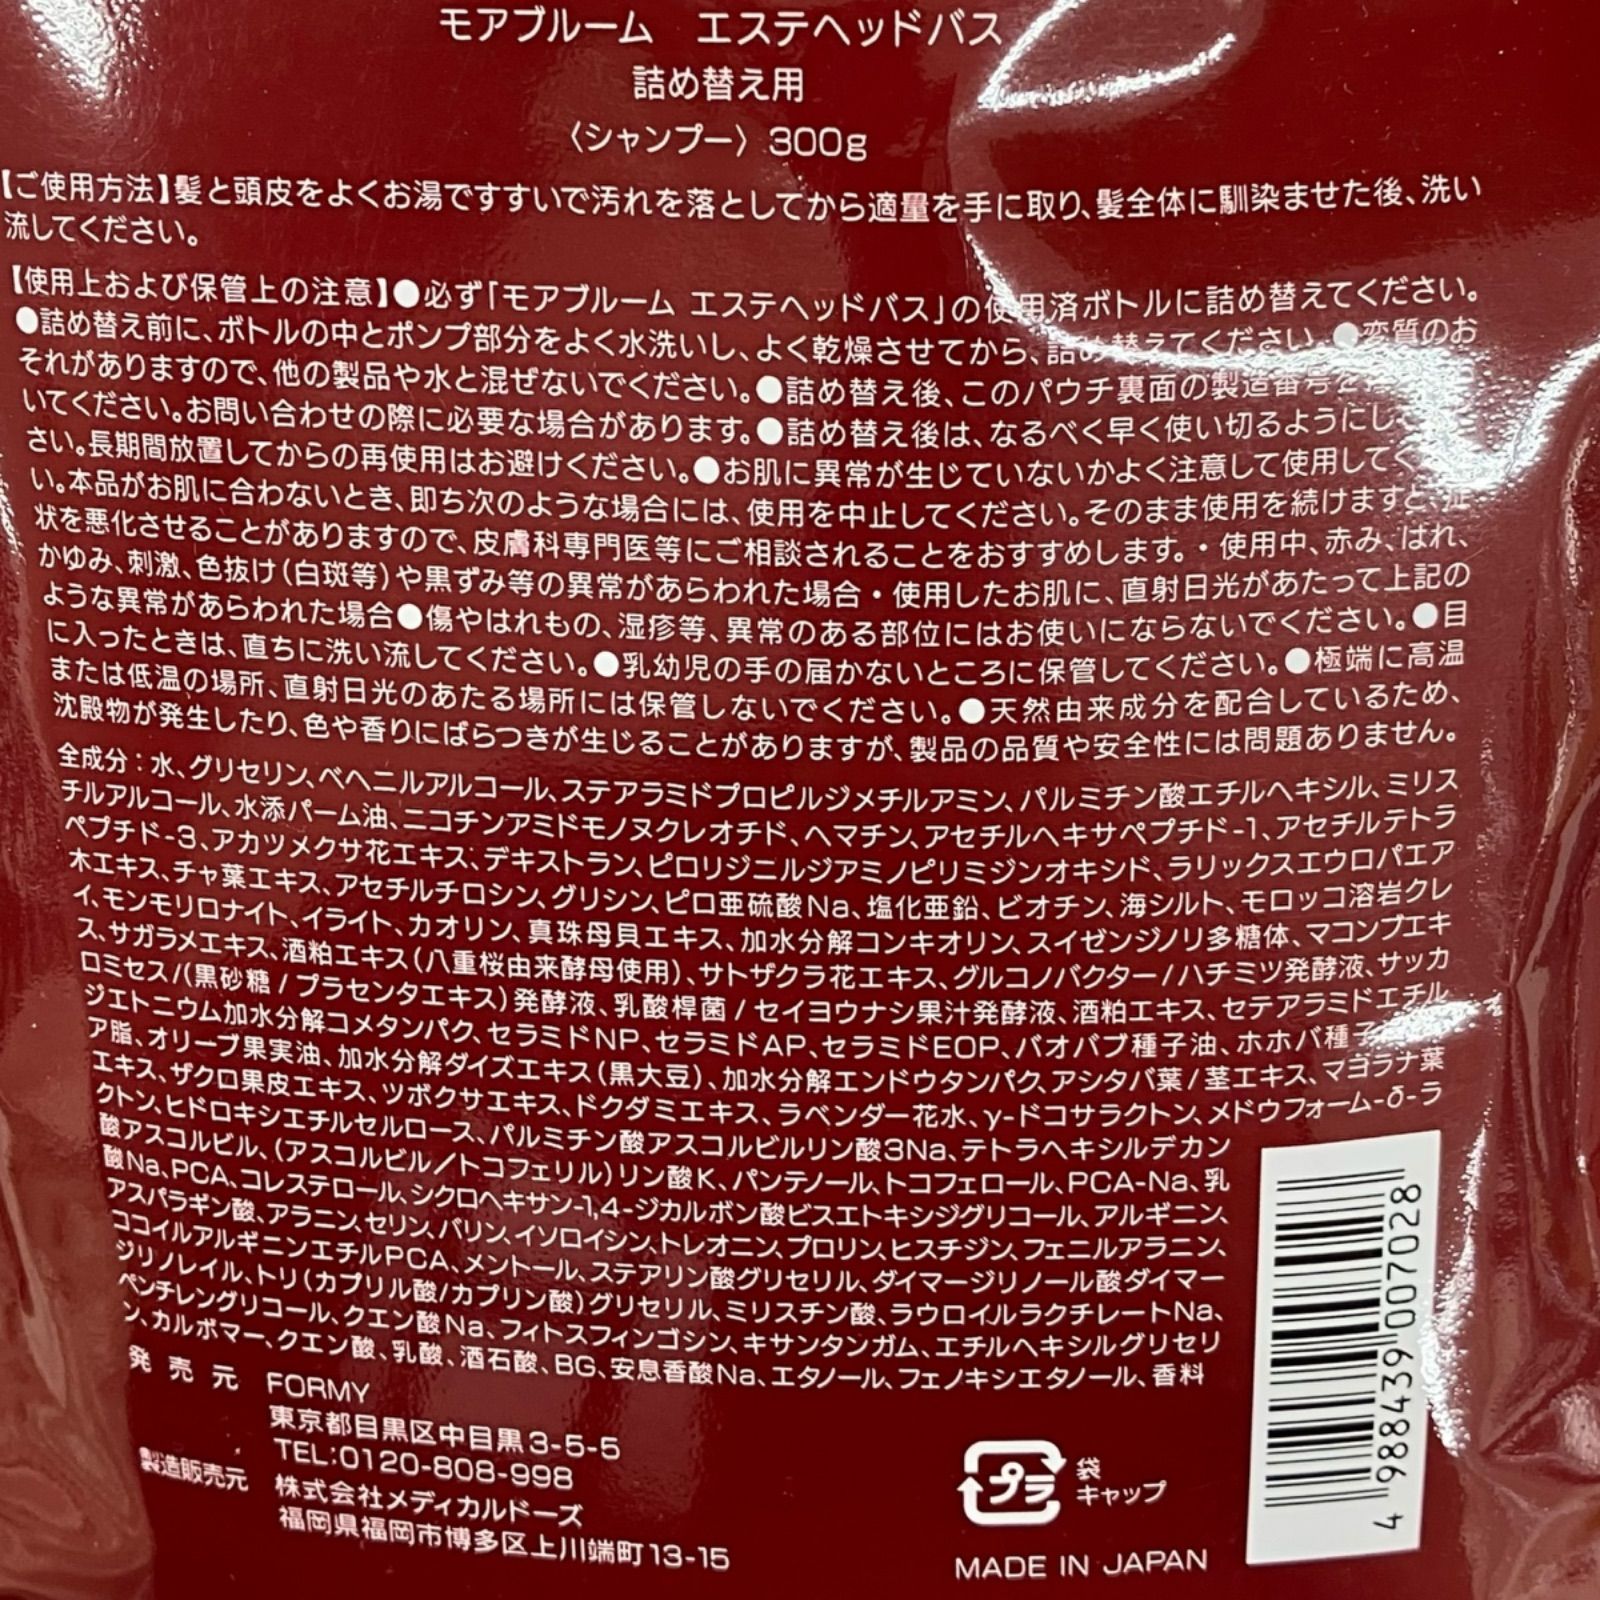 モアブルーム　エステヘッドバス
詰め替え用
〈シャンプー〉300g
【ご使用方法】髪と頭皮をよくお湯ですすいで汚れを落としてから適量を手に取り、髪全体に馴染ませた後、洗い
流してください。
【使用上および保管上の注意】●必ず「モアブルーム エステヘッドバス」の使用済ボトルに詰め替えてください。
●詰め替え前に、ボトルの中とポンプ部分をよく水洗いし、よく乾燥させてから、詰め替えてください。●変質のお
それがありますので、他の製品や水と混ぜないでください。●詰め替え後、このパウチ裏面の製造番号を
いてください。お問い合わせの際に必要な場合があります。●詰め替え後は、なるべく早く使い切るようにし
さい。長期間放置してからの再使用はお避けください。●お肌に異常が生じていないかよく注意して使用して
い。本品がお肌に合わないとき、即ち次のような場合には、使用を中止してください。そのまま使用を続けますと、症
状を悪化させることがありますので、皮膚科専門医等にご相談されることをおすすめします。・使用中、赤み、はれ、
かゆみ、刺激、色抜け（白斑等）や黒ずみ等の異常があらわれた場合・使用したお肌に、直射日光があたって上記の
ような異常があらわれた場合●傷やはれもの、湿疹等、異常のある部位にはお使いにならないでください。●目
に入ったときは、直ちに洗い流してください。●乳幼児の手の届かないところに保管してください。●極端に高温
または低温の場所、直射日光のあたる場所には保管しないでください。●天然由来成分を配合しているため、
沈殿物が発生したり、色や香りにばらつきが生じることがありますが、製品の品質や安全性には問題ありません。
全成分：水、グリセリン、ベヘニルアルコール、ステアラミドプロピルジメチルアミン、パルミチン酸エチルヘキシル、ミリス
チルアルコール、水添パーム油、ニコチンアミドモノヌクレオチド、ヘマチン、アセチルヘキサペプチド-1、アセチルテトラ
ペプチド-3、アカツメクサ花エキス、デキストラン、ピロリジニルジアミノピリミジンオキシド、ラリックスエウロパエア
木エキス、チャ葉エキス、アセチルチロシン、グリシン、ピロ亜硫酸Na、塩化亜鉛、ビオチン、海シルト、モロッコ溶岩クレ
イ、モンモリロナイト、イライト、カオリン、真珠母貝エキス、加水分解コンキオリン、スイゼンジノリ多糖体、マコンブエキ
ス、サガラメエキス、酒粕エキス（八重桜由来酵母使用）、サトザクラ花エキス、グルコノバクター/ハチミツ発酵液、サッカ
ロミセス/（黒砂糖/プラセンタエキス）発酵液、乳酸桿菌/セイヨウナシ果汁発酵液、酒粕エキス、セテアラミドエチル
ジエトニウム加水分解コメタンパク、セラミドNP、セラミドAP、セラミドEOP、バオバブ種子油、ホホバ種子
ア脂、オリーブ果実油、加水分解ダイズエキス（黒大豆）、加水分解エンドウタンパク、アシタバ葉/茎エキス、マヨラナ葉
エキス、ザクロ果皮エキス、ツボクサエキス、ドクダミエキス、ラベンダー花水、γ-ドコサラクトン、メドウフォーム-δ-ラ
クトン、ヒドロキシエチルセルロース、パルミチン酸アスコルビルリン酸3Na、テトラヘキシルデカン
酸アスコルビル、（アスコルビル／トコフェリル）リン酸K、パンテノール、トコフェロール、PCA-Na、乳
酸Na、PCA、コレステロール、シクロヘキサン-1,4-ジカルボン酸ビスエトキシジグリコール、アルギニン、
アスパラギン酸、アラニン、セリン、バリン、イソロイシン、トレオニン、プロリン、ヒスチジン、フェニルアラニン、
ココイルアルギニンエチルPCA、メントール、ステアリン酸グリセリル、ダイマージリノール酸ダイマー
ジリノレイル、トリ（カプリル酸/カプリン酸）グリセリル、ミリスチン酸、ラウロイルラクチレートNa、
ペンチレングリコール、クエン酸Na、フィトスフィンゴシン、キサンタンガム、エチルヘキシルグリセリ
ン、カルボマー、クエン酸、乳酸、酒石酸、BG、安息香酸Na、エタノール、フェノキシエタノール、香料
発売元　FORMY
東京都目黒区中目黒3-5-5
TEL:0120-808-998
製造販売元　株式会社メディカルドーズ
福岡県福岡市博多区上川端町13-15
プラ
袋
キャップ
MADE IN JAPAN
4988439007028